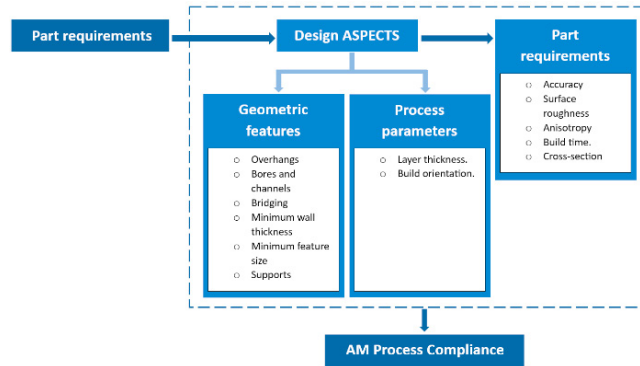 Part requirements
Design ASPECTS
Part
requirements
○ Accuracy
○ Surface
roughness
○ Anisotropy
○ Build time.
○ Cross-section
Geometric
features
○ Overhangs
○ Bores and
channels
○ Bridging
○ Minimum wall
thickness
○ Minimum feature
size
○ Supports
Process
parameters
○ Layer thickness.
○ Build orientation.
AM Process Compliance